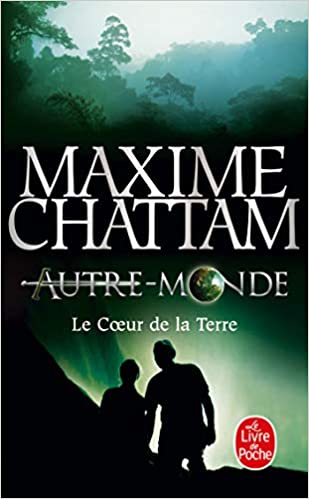 MAXIME
CHATTAM
AUTRE-MONDE
Le Cœur de la Terre
Le
Livre
de
Poche